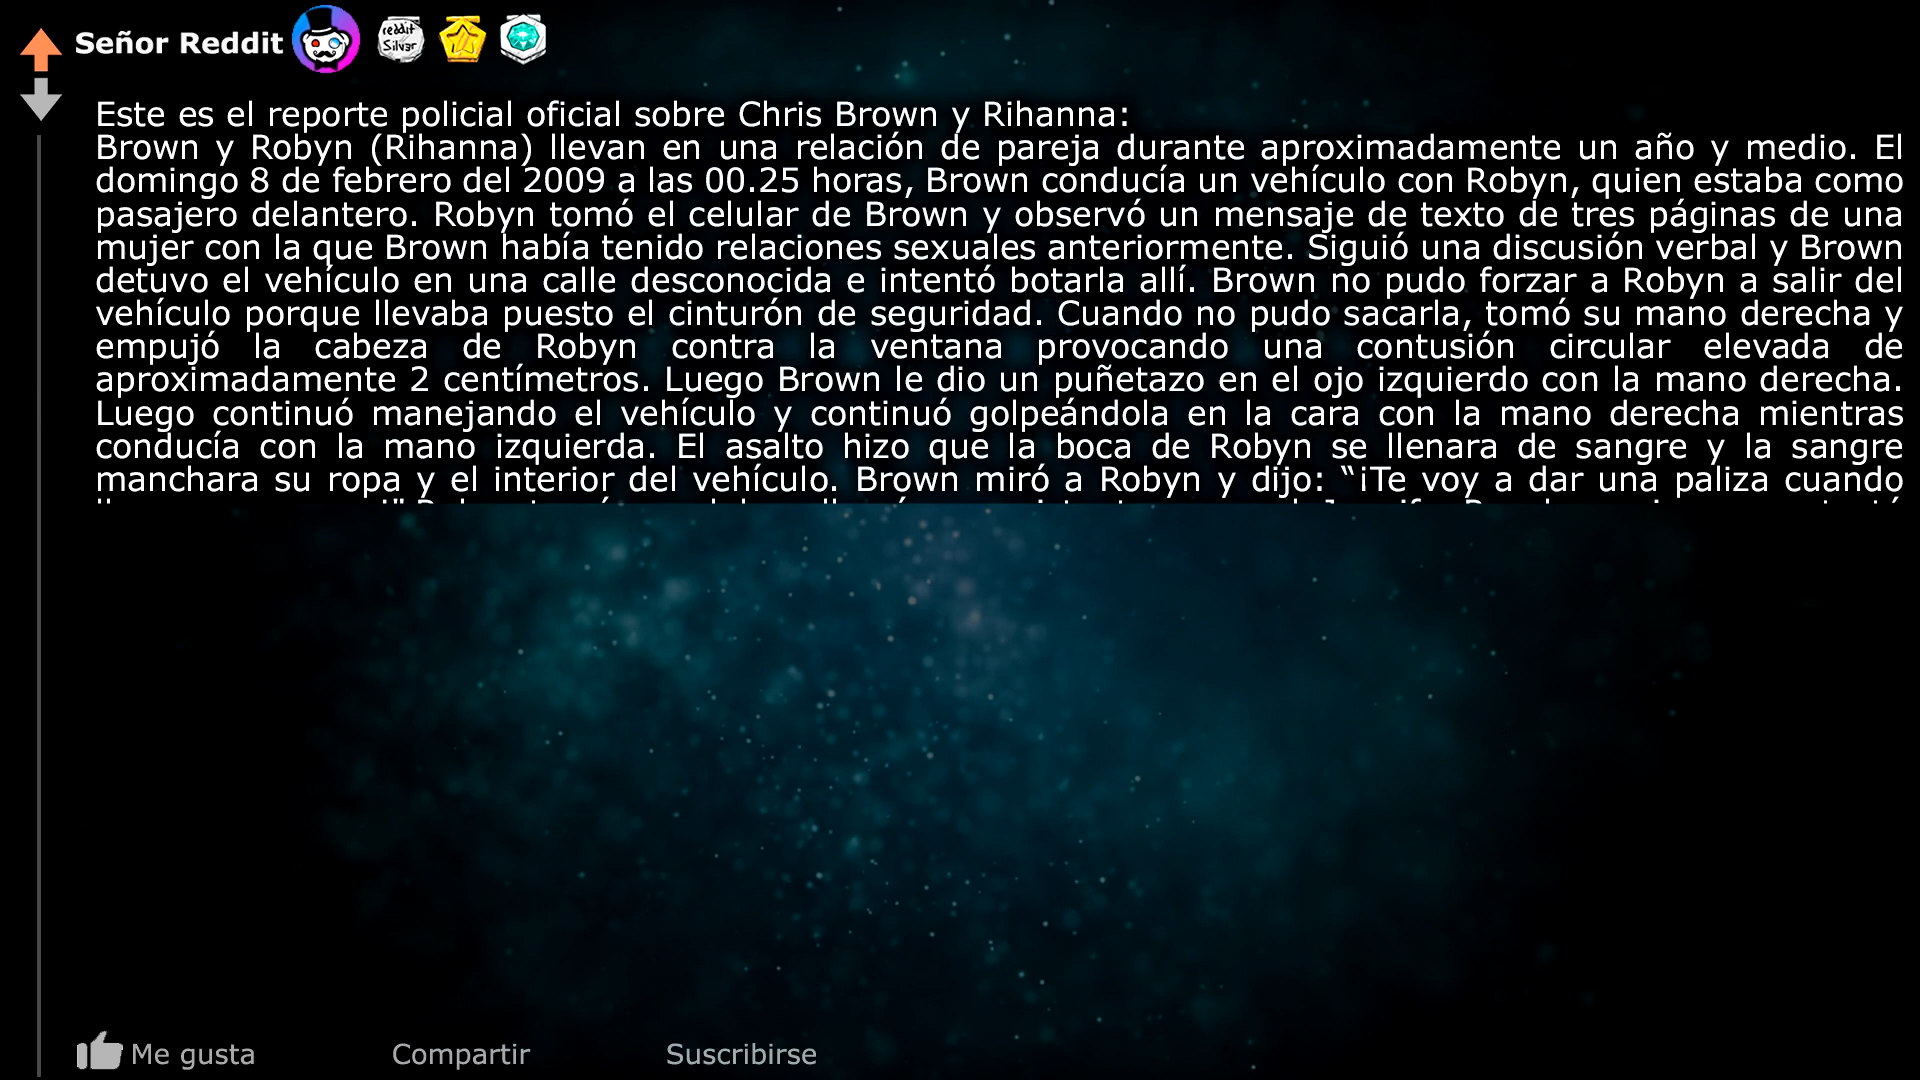 Señor Reddit
reddit
Silver
Este es el reporte policial oficial sobre Chris Brown y Rihanna:
Brown y Robyn (Rihanna) llevan en una relación de pareja durante aproximadamente un año y medio. El
domingo 8 de febrero del 2009 a las 00.25 horas, Brown conducía un vehículo con Robyn, quien estaba como
pasajero delantero. Robyn tomó el celular de Brown y observó un mensaje de texto de tres páginas de una
mujer con la que Brown había tenido relaciones sexuales anteriormente. Siguió una discusión verbal y Brown
detuvo el vehículo en una calle desconocida e intentó botarla allí. Brown no pudo forzar a Robyn a salir del
vehículo porque llevaba puesto el cinturón de seguridad. Cuando no pudo sacarla, tomó su mano derecha y
empujó la cabeza de Robyn contra la ventana provocando una contusión circular elevada de
aproximadamente 2 centímetros. Luego Brown le dio un puñetazo en el ojo izquierdo con la mano derecha.
Luego continuó manejando el vehículo y continuó golpeándola en la cara con la mano derecha mientras
conducía con la mano izquierda. El asalto hizo que la boca de Robyn se llenara de sangre y la sangre
manchara su ropa y el interior del vehículo. Brown miró a Robyn y dijo: “¡Te voy a dar una paliza cuando
Me gusta
Compartir
Suscribirse